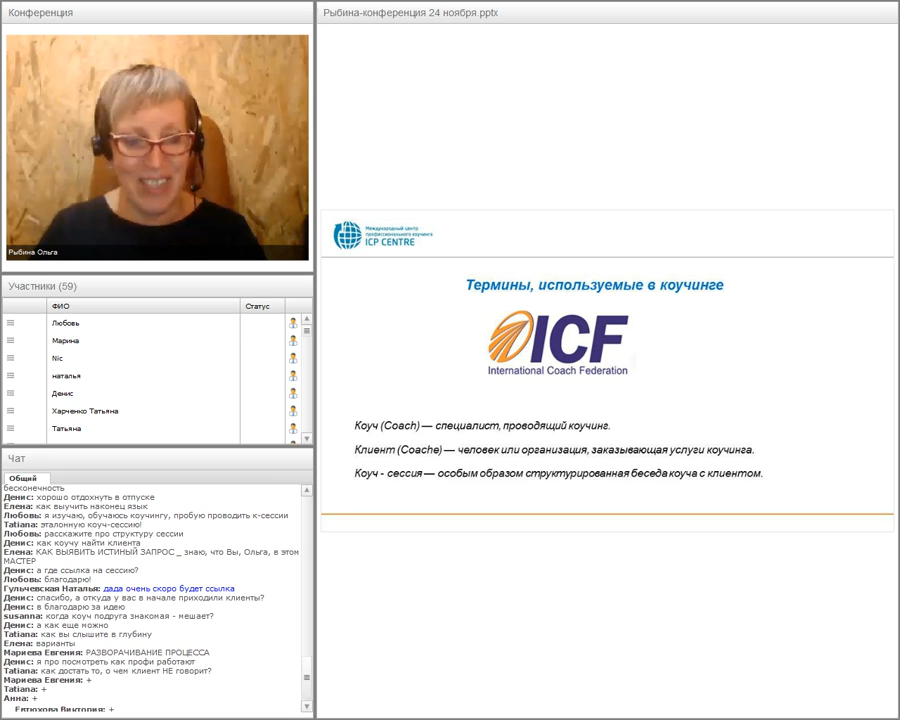 Конференция
Рыбина Ольга
Участники (59)
ФИО
Статус
Любовь
Марина
Nic
наталья
Денис
Харченко Татьяна
Татьяна
Чат
Общий
бесконечность
Денис: хорошо отдохнуть в отпуске
Елена: как выучить наконец язык
Любовь: я изучаю, обучаюсь коучингу, пробую проводить к-сессии
Tatiana: эталонную коуч-сессию!
Любовь: расскажите про структуру сессии
Денис: как коучу найти клиента
Елена: КАК ВЫЯВИТЬ ИСТИНЫЙ ЗАПРОС _ знаю, что Вы, Ольга, в этом
МАСТЕР
Денис: а где ссылка на сессию?
Любовь: благодарю!
Гульчевская Наталья: дада очень скоро будет ссылка
Денис: спасибо, а откуда у вас в начале приходили клиенты?
Денис: в благодарю за идею
susanna: когда коуч подруга знакомая - мешает?
Денис: а как еще можно
Tatiana: как вы слышите в глубину
Елена: варианты
Мариева Евгения: РАЗВОРАЧИВАНИЕ ПРОЦЕССА
Денис: я про посмотреть как профи работают
Tatiana: как достать то, о чем клиент НЕ говорит?
Мариева Евгения: +
Tatiana: +
Анна: +
Евтюхова Виктория: +
Рыбина-конференция 24 ноября.pptx
Международный центр
профессионального коучинга
ICP CENTRE
Термины, используемые в коучинге
ICF
International Coach Federation
Коуч (Coach) — специалист, проводящий коучинг.
Клиент (Coache) — человек или организация, заказывающая услуги коучинга.
Коуч - сессия — особым образом структурированная беседа коуча с клиентом.